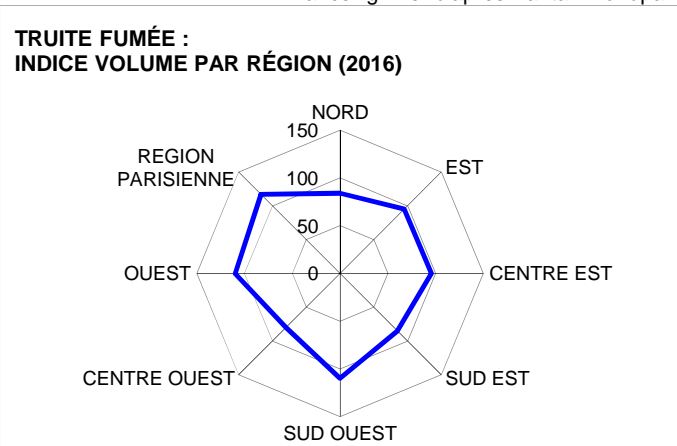 TRUITE FUMÉE :
INDICE VOLUME PAR RÉGION (2016)
NORD
150
REGION
PARISIENNE
EST
100
50
OUEST
0
CENTRE EST
CENTRE OUEST
SUD EST
SUD OUEST